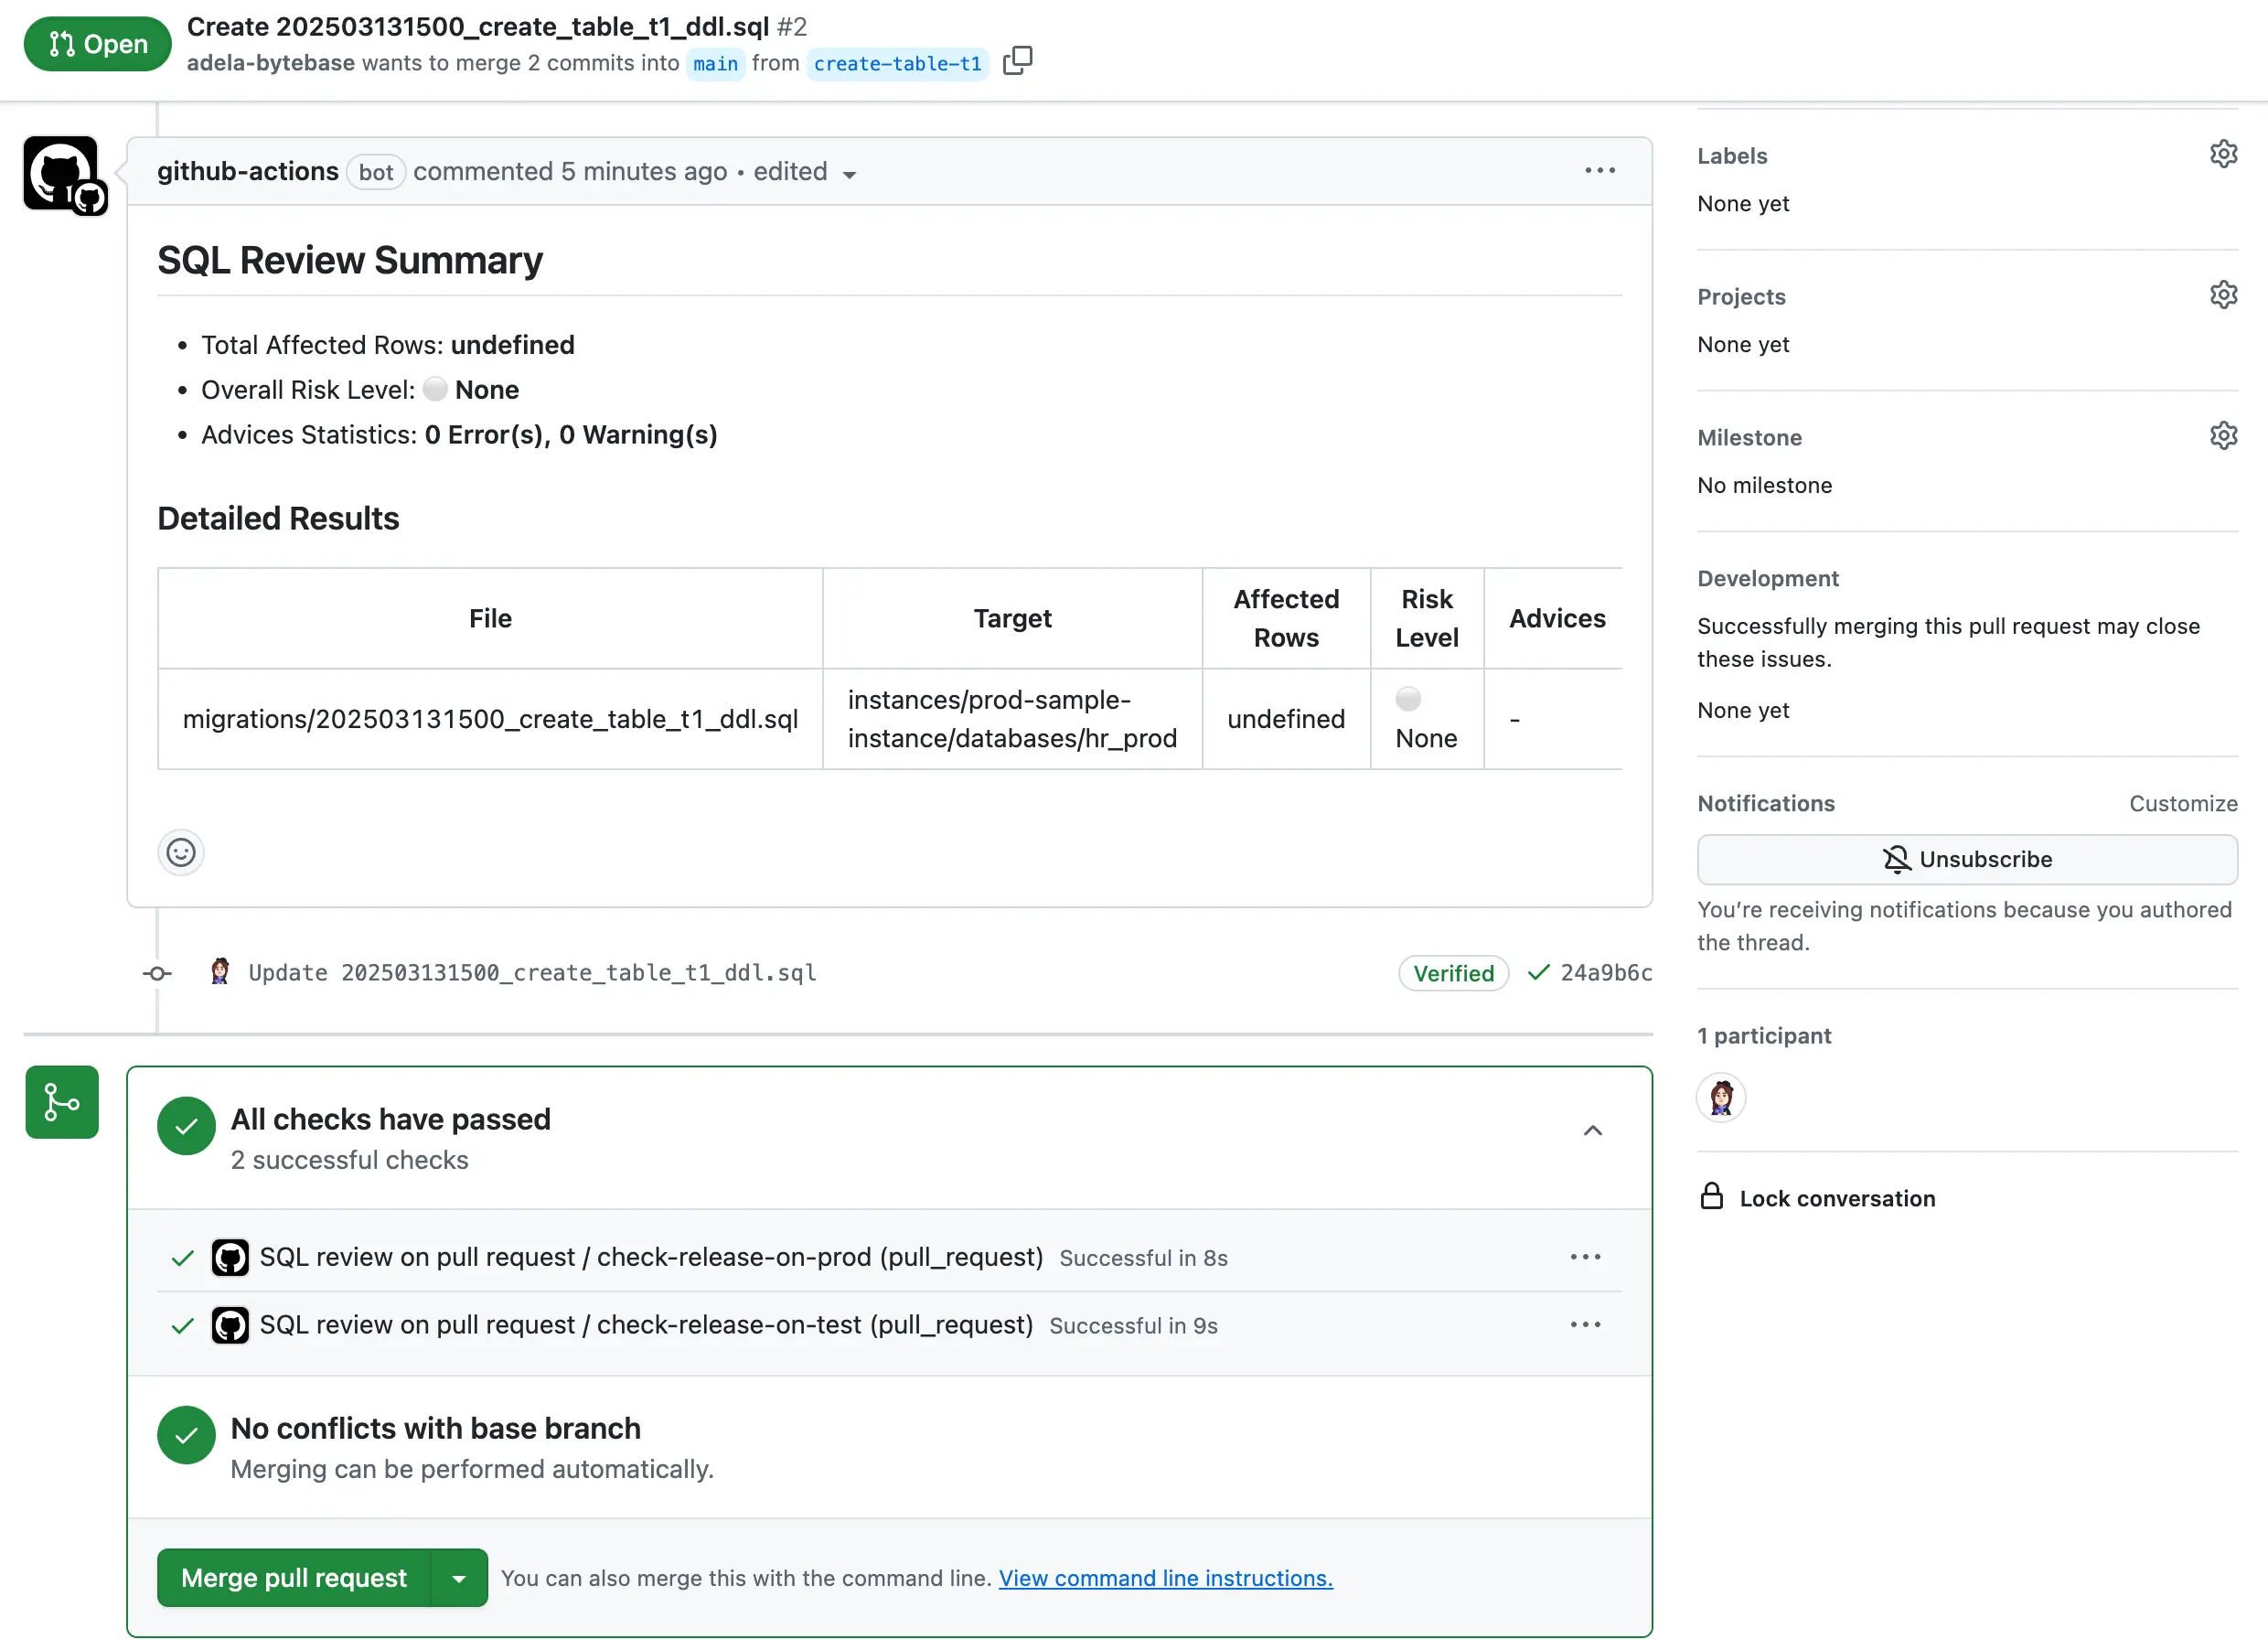 Open
Create 202503131500_create_table_t1_ddl.sql #2
adela-bytebase wants to merge 2 commits into main from create-table-t1
github-actions bot commented 5 minutes ago • edited
SQL Review Summary
• Total Affected Rows: undefined
• Overall Risk Level: None
• Advices Statistics: 0 Error(s), 0 Warning(s)
Detailed Results
File Target Affected Rows Risk Level Advices
migrations/202503131500_create_table_t1_ddl.sql instances/prod-sample-instance/databases/hr_prod undefined None -
Update 202503131500_create_table_t1_ddl.sql Verified 24a9b6c
All checks have passed
2 successful checks
SQL review on pull request / check-release-on-prod (pull_request) Successful in 8s
SQL review on pull request / check-release-on-test (pull_request) Successful in 9s
No conflicts with base branch
Merging can be performed automatically.
Merge pull request You can also merge this with the command line. View command line instructions.
Labels
None yet
Projects
None yet
Milestone
No milestone
Development
Successfully merging this pull request may close
these issues.
None yet
Notifications Customize
Unsubscribe
You’re receiving notifications because you authored
the thread.
1 participant
Lock conversation